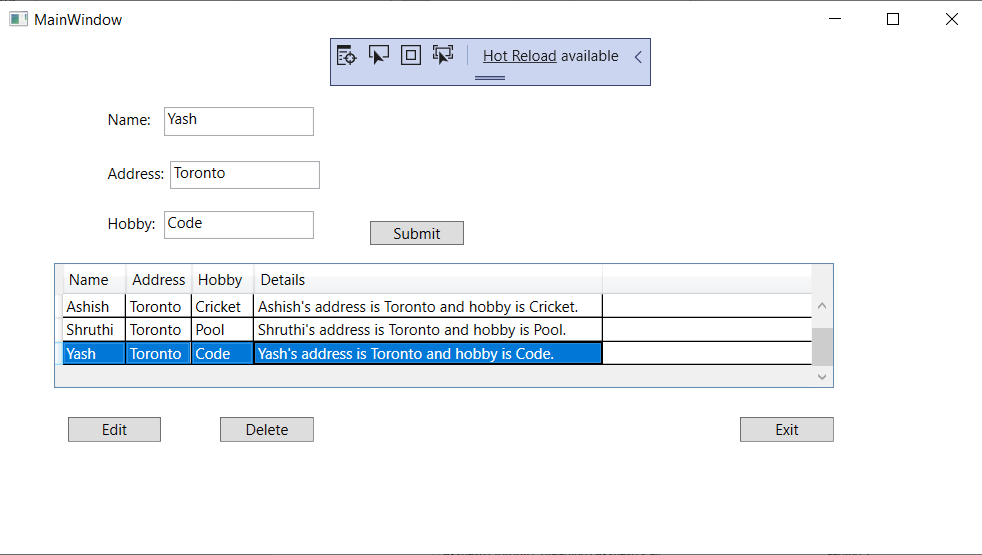 MainWindow
Hot Reload available
Name: Yash
Address: Toronto
Hobby: Code
Submit
Name Address Hobby Details
Ashish Toronto Cricket Ashish's address is Toronto and hobby is Cricket.
Shruthi Toronto Pool Shruthi's address is Toronto and hobby is Pool.
Yash Toronto Code Yash's address is Toronto and hobby is Code.
Edit Delete Exit